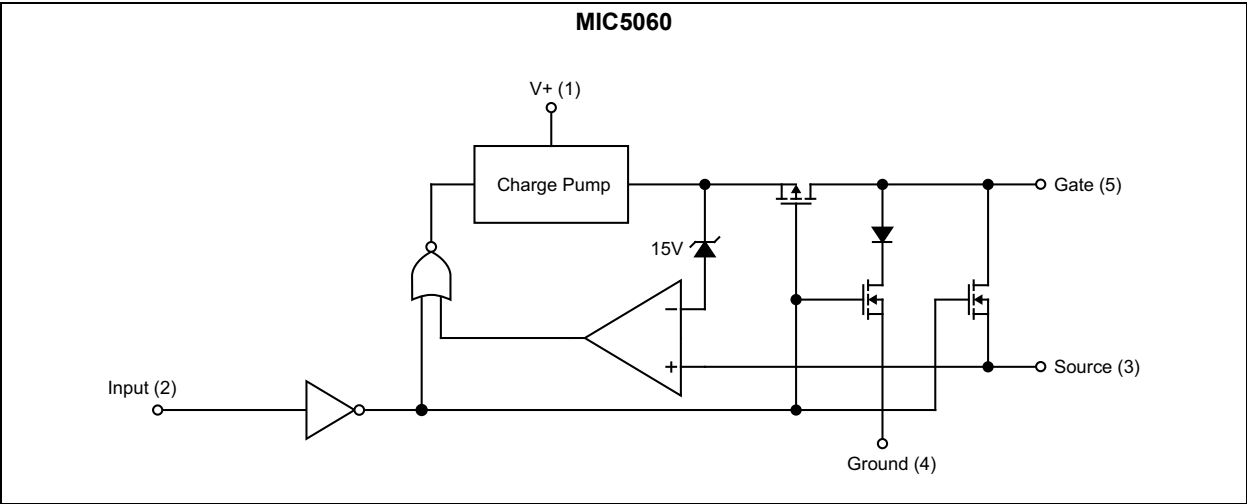 MIC5060
V+ (1)
Charge Pump
Gate (5)
15V
−
+
Source (3)
Input (2)
Ground (4)